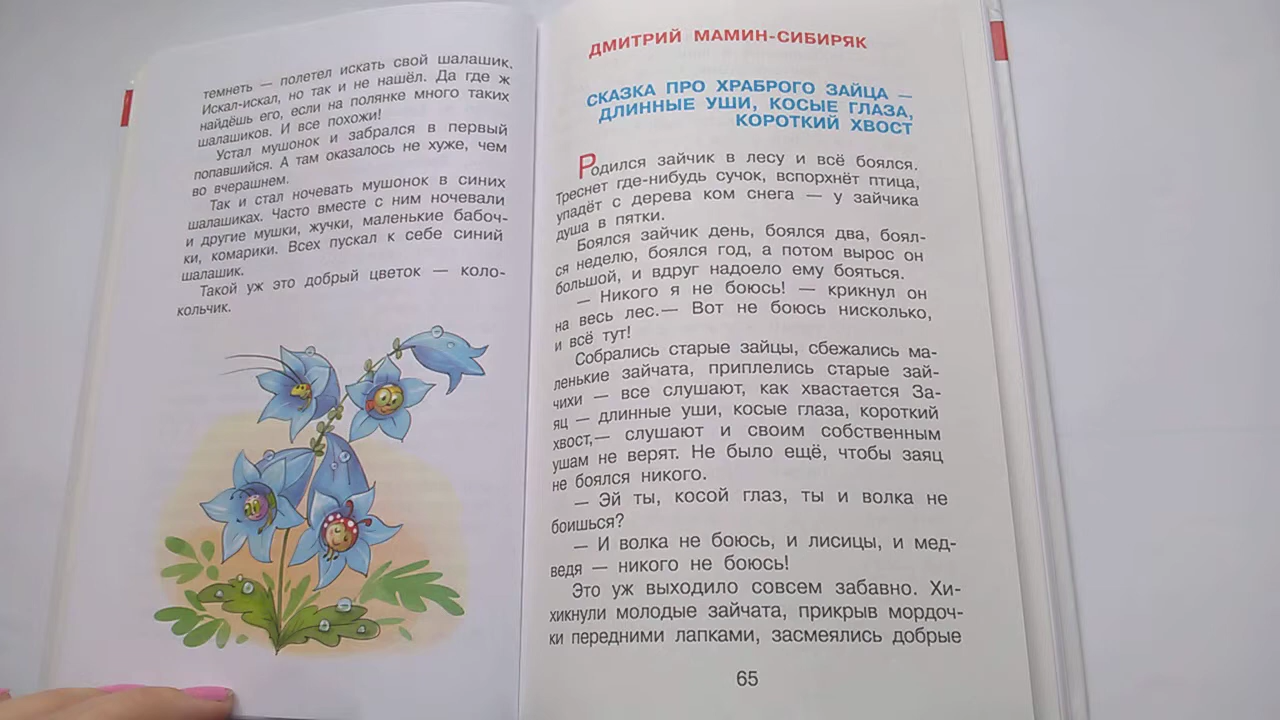 темнеть — полетел искать свой шалашик.
Искал-искал, но так и не нашёл. Да где ж
найдёшь его, если на полянке много таких
шалашиков. И все похожи!
Устал мушонок и забрался в первый
попавшийся. А там оказалось не хуже, чем
во вчерашнем.
Так и стал ночевать мушонок в синих
шалашиках. Часто вместе с ним ночевали
и другие мушки, жучки, маленькие бабоч-
ки, комарики. Всех пускал к себе синий
шалашик.
Такой уж это добрый цветок — коло-
кольчик.
ДМИТРИЙ МАМИН-СИБИРЯК
СКАЗКА ПРО ХРАБРОГО ЗАЙЦА —
ДЛИННЫЕ УШИ, КОСЫЕ ГЛАЗА,
КОРОТКИЙ ХВОСТ
Родился зайчик в лесу и всё боялся.
Треснет где-нибудь сучок, вспорхнёт птица,
упадёт с дерева ком снега — у зайчика
душа в пятки.
Боялся зайчик день, боялся два, боял-
ся неделю, боялся год, а потом вырос он
большой, и вдруг надоело ему бояться.
— Никого я не боюсь! — крикнул он
на весь лес.— Вот не боюсь нисколько,
и всё тут!
Собрались старые зайцы, сбежались ма-
ленькие зайчата, приплелись старые зай-
чихи — все слушают, как хвастается За-
яц — длинные уши, косые глаза, короткий
хвост,— слушают и своим собственным
ушам не верят. Не было ещё, чтобы заяц
не боялся никого.
— Эй ты, косой глаз, ты и волка не
боишься?
— И волка не боюсь, и лисицы, и мед-
ведя — никого не боюсь!
Это уж выходило совсем забавно. Хи-
хикнули молодые зайчата, прикрыв мордоч-
ки передними лапками, засмеялись добрые
65